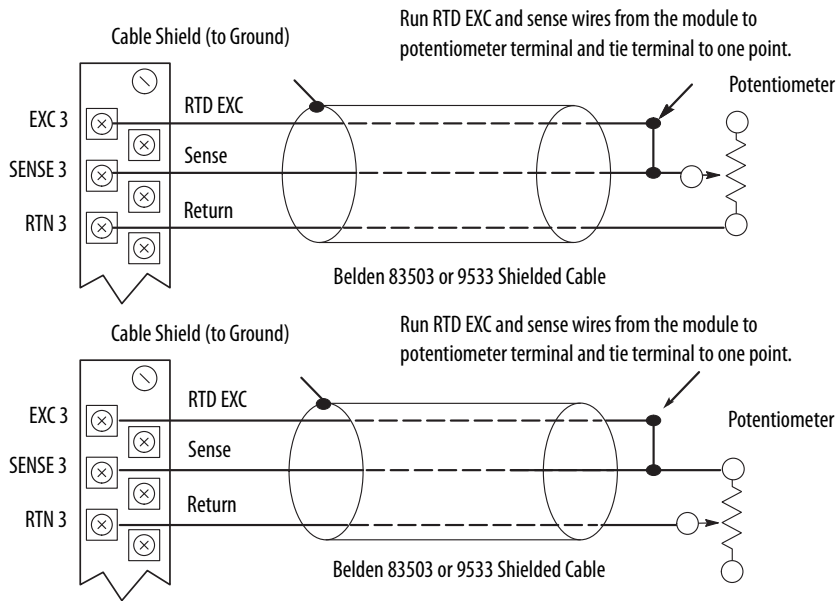 Run RTD EXC and sense wires from the module to
potentiometer terminal and tie terminal to one point.
Cable Shield (to Ground)
Potentiometer
RTD EXC
EXC 3
Sense
SENSE 3
Return
RTN 3
Belden 83503 or 9533 Shielded Cable
Run RTD EXC and sense wires from the module to
potentiometer terminal and tie terminal to one point.
Cable Shield (to Ground)
RTD EXC
EXC 3
Potentiometer
Sense
SENSE 3
Return
RTN 3
Belden 83503 or 9533 Shielded Cable